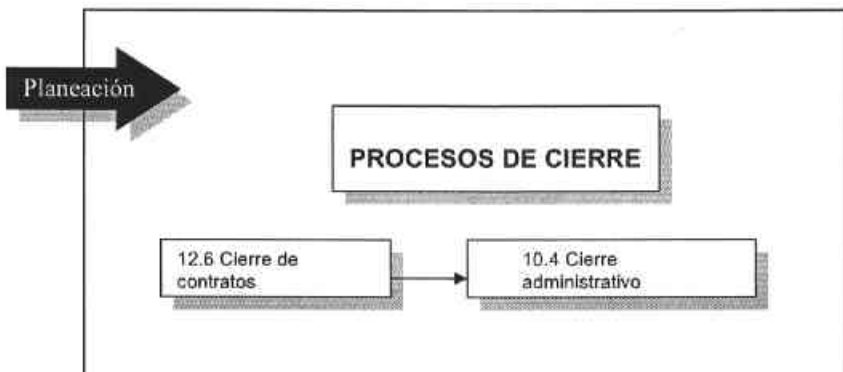 Planeación
PROCESOS DE CIERRE
12.6 Cierre de
contratos
10.4 Cierre
administrativo